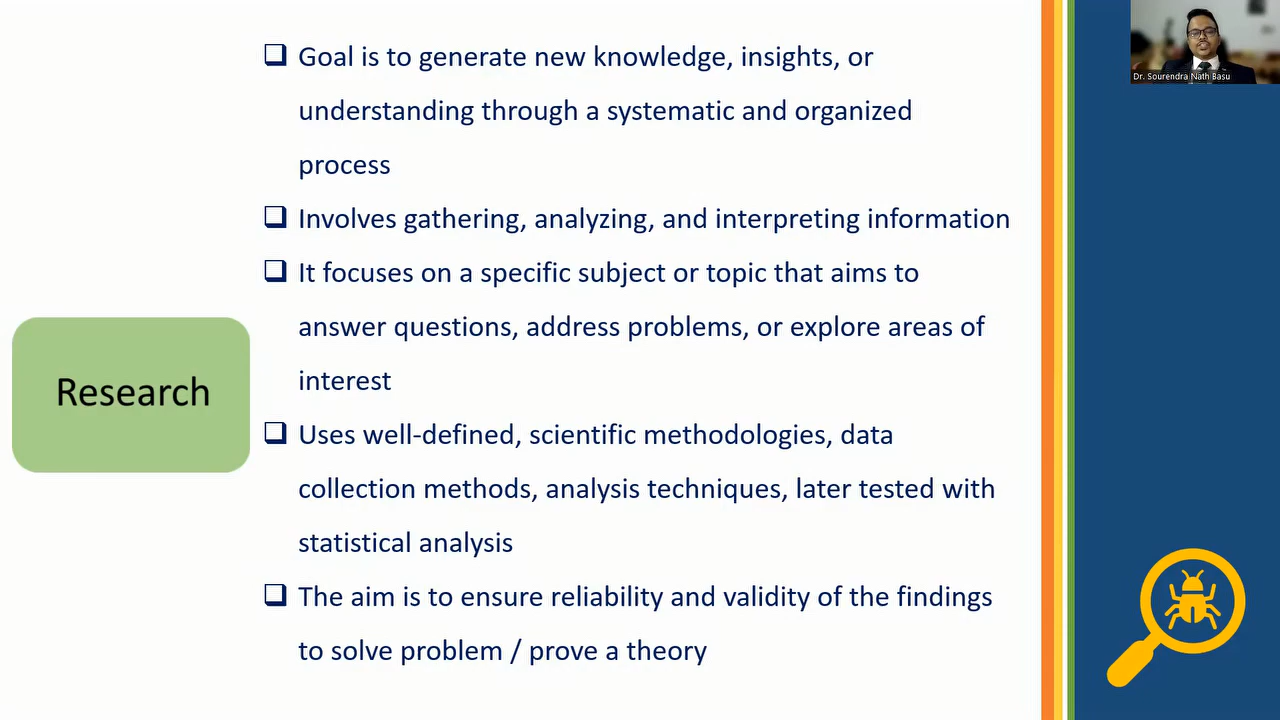 Goal is to generate new knowledge, insights, or
understanding through a systematic and organized
process
Involves gathering, analyzing, and interpreting information
It focuses on a specific subject or topic that aims to
answer questions, address problems, or explore areas of
interest
Research
Uses well-defined, scientific methodologies, data
collection methods, analysis techniques, later tested with
statistical analysis
The aim is to ensure reliability and validity of the findings
to solve problem / prove a theory
Dr. Sourendra Nath Basu